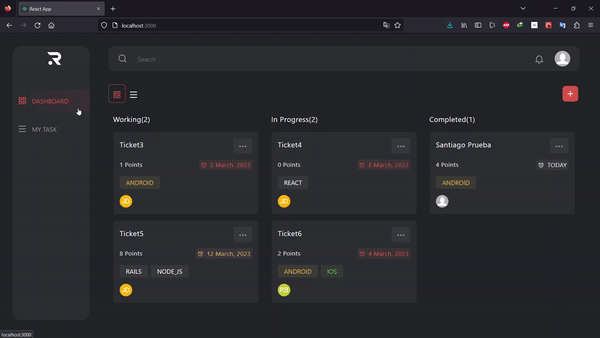 React App
localhost:3000
Search
DASHBOARD
MY TASK
Working(2)
In Progress(2)
Completed(1)
Ticket3
1 Points
3 March, 2023
ANDROID
JD
Ticket4
0 Points
8 March, 2023
REACT
JD
Santiago Prueba
4 Points
TODAY
ANDROID
Ticket5
8 Points
12 March, 2023
RAILS
NODE_JS
JD
Ticket6
2 Points
4 March, 2023
ANDROID
IOS
localhost:3000